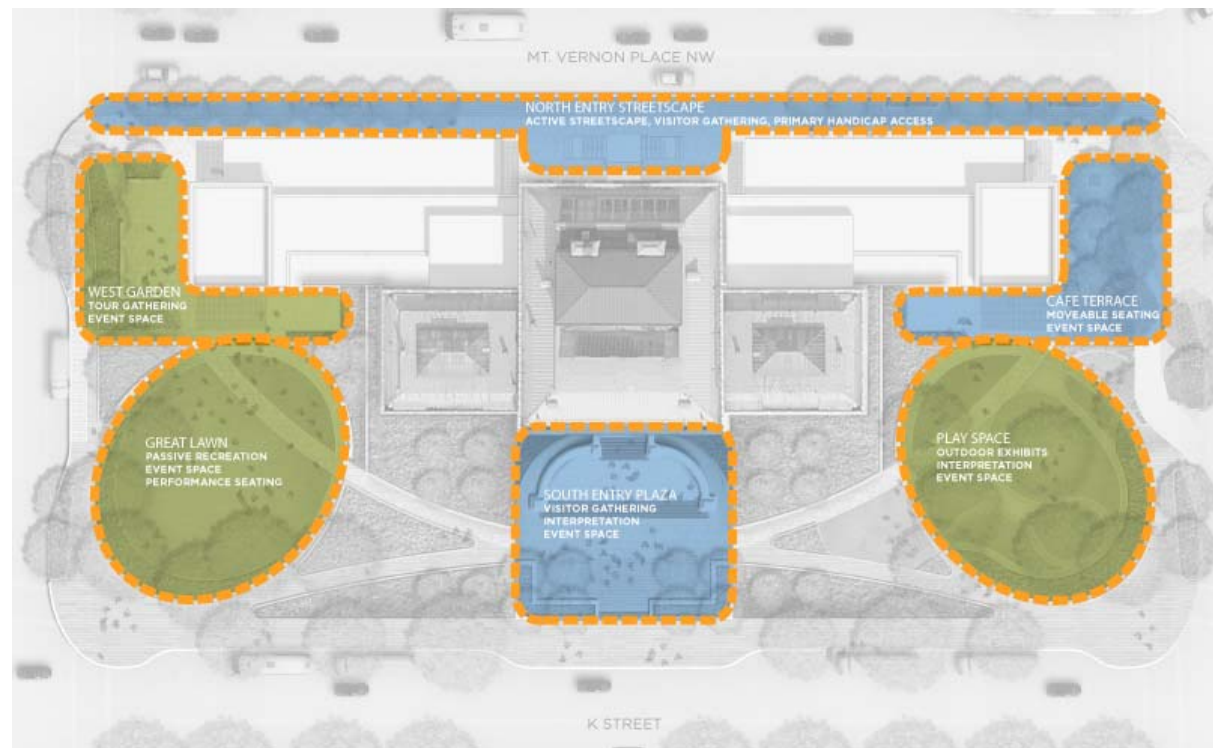 MT. VERNON PLACE NW
NORTH ENTRY STREETSCAPE
ACTIVE STREETSCAPE, VISITOR GATHERING, PRIMARY HANDICAP ACCESS
WEST GARDEN
TOUR GATHERING
EVENT SPACE
CAFE TERRACE
MOVEABLE SEATING
EVENT SPACE
GREAT LAWN
PASSIVE RECREATION
EVENT SPACE
PERFORMANCE SEATING
SOUTH ENTRY PLAZA
VISITOR GATHERING
INTERPRETATION
EVENT SPACE
PLAY SPACE
OUTDOOR EXHIBITS
INTERPRETATION
EVENT SPACE
K STREET